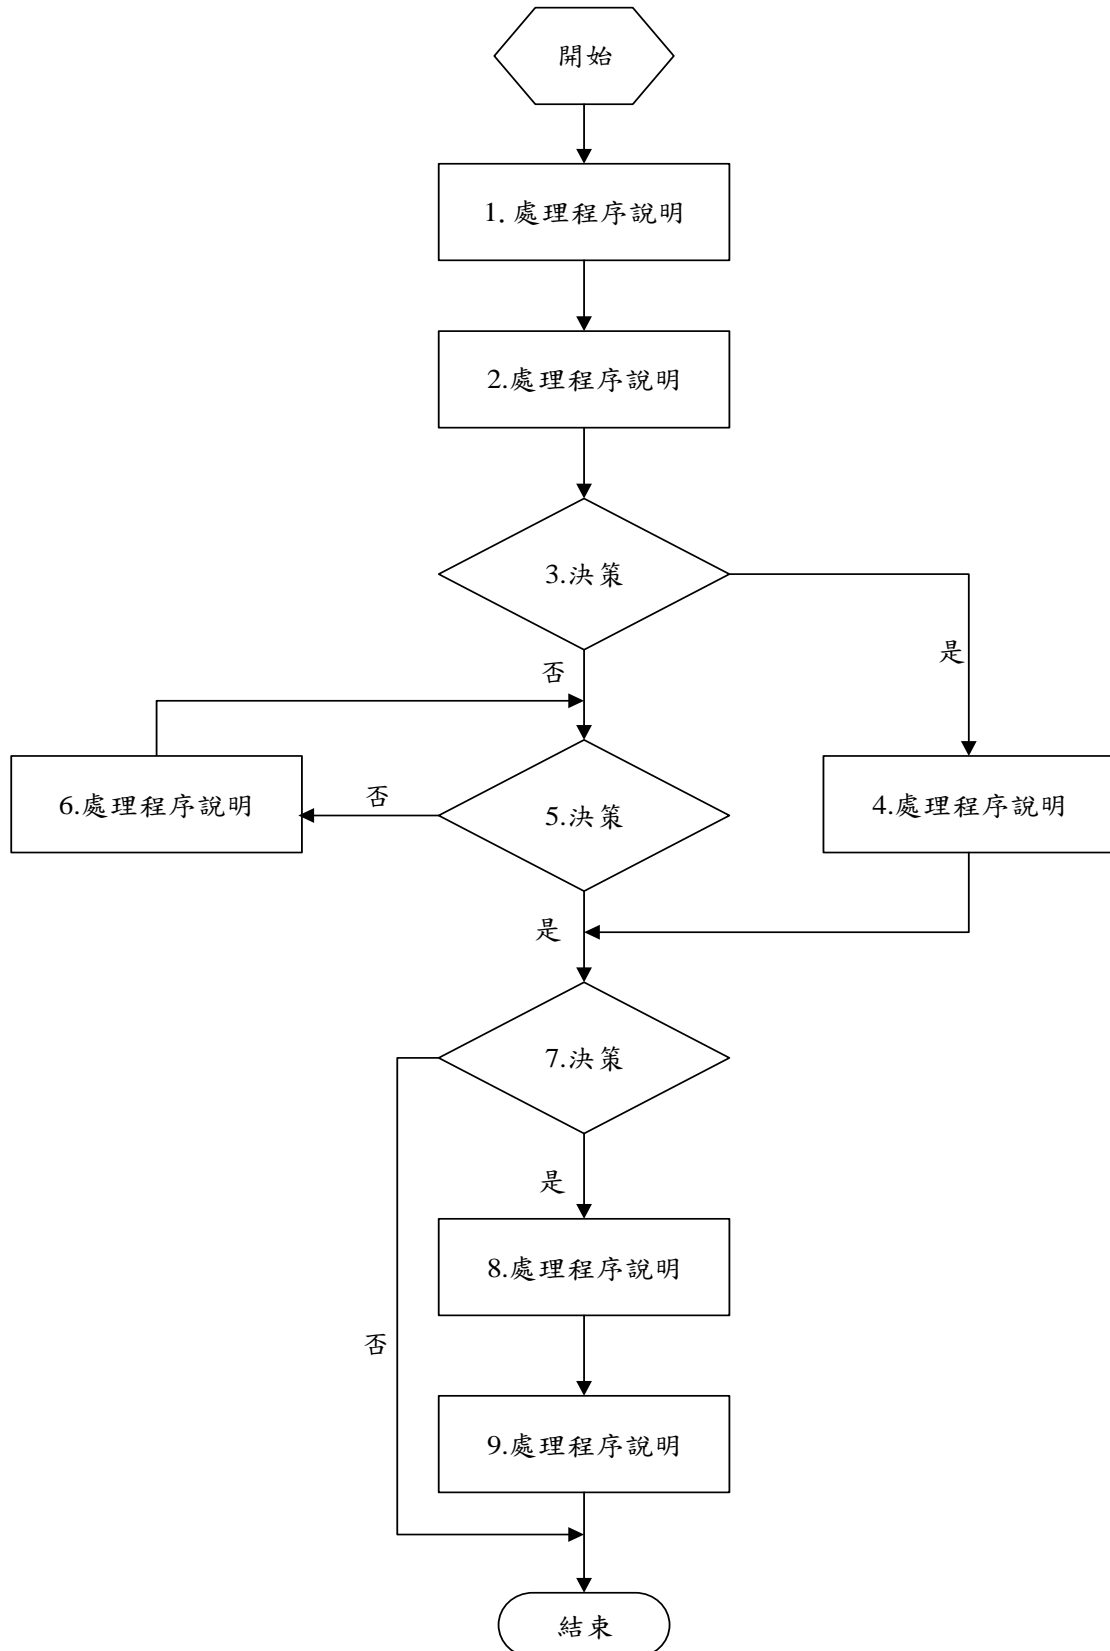 開始
1. 處理程序說明
2.處理程序說明
3.決策
否
是
6.處理程序說明
否
5.決策
4.處理程序說明
是
7.決策
是
8.處理程序說明
否
9.處理程序說明
結束